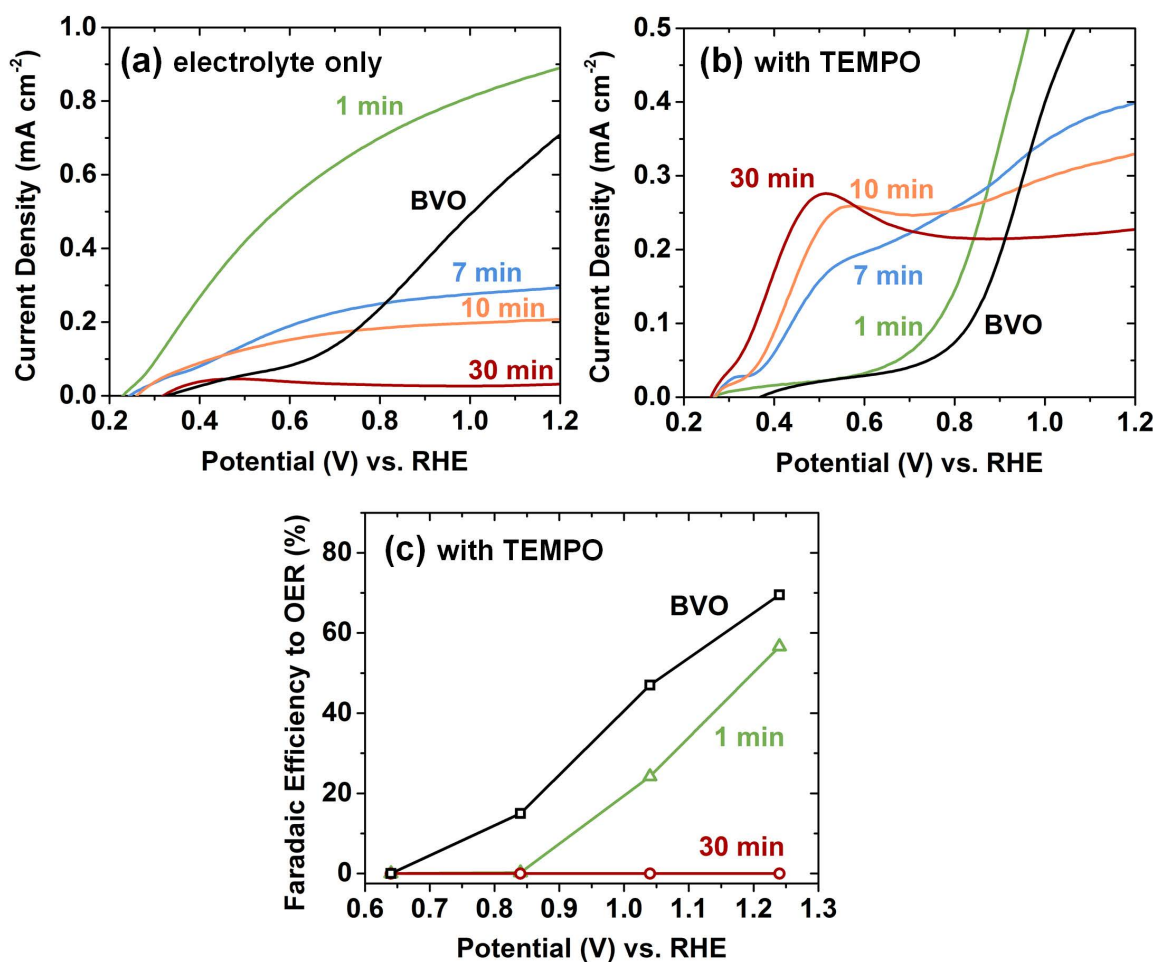 (a) electrolyte only
1 min
BVO
7 min
10 min
30 min
1.0
0.8
0.6
0.4
0.2
0.0
0.2 0.4 0.6 0.8 1.0 1.2
Current Density (mA cm⁻²)
Potential (V) vs. RHE
(b) with TEMPO
30 min
10 min
7 min
1 min
BVO
0.5
0.4
0.3
0.2
0.1
0.0
0.2 0.4 0.6 0.8 1.0 1.2
Current Density (mA cm⁻²)
Potential (V) vs. RHE
(c) with TEMPO
BVO
1 min
30 min
80
60
40
20
0
0.6 0.7 0.8 0.9 1.0 1.1 1.2 1.3
Faradaic Efficiency to OER (%)
Potential (V) vs. RHE